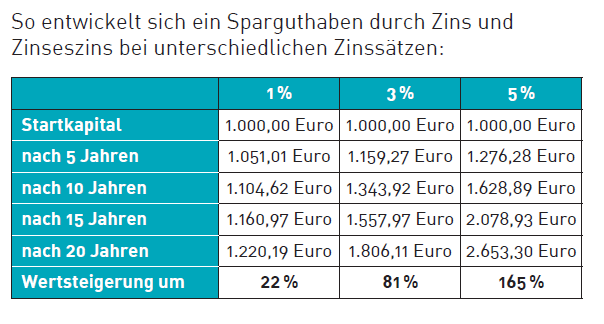 So entwickelt sich ein Sparguthaben durch Zins und
Zinseszins bei unterschiedlichen Zinssätzen:
1 % 3 % 5 %
Startkapital 1.000,00 Euro 1.000,00 Euro 1.000,00 Euro
nach 5 Jahren 1.051,01 Euro 1.159,27 Euro 1.276,28 Euro
nach 10 Jahren 1.104,62 Euro 1.343,92 Euro 1.628,89 Euro
nach 15 Jahren 1.160,97 Euro 1.557,97 Euro 2.078,93 Euro
nach 20 Jahren 1.220,19 Euro 1.806,11 Euro 2.653,30 Euro
Wertsteigerung um 22 % 81 % 165 %